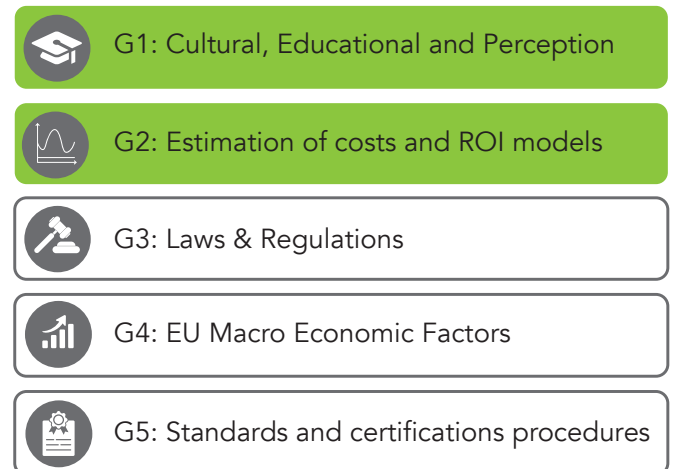 G1: Cultural, Educational and Perception
G2: Estimation of costs and ROI models
G3: Laws & Regulations
G4: EU Macro Economic Factors
G5: Standards and certifications procedures